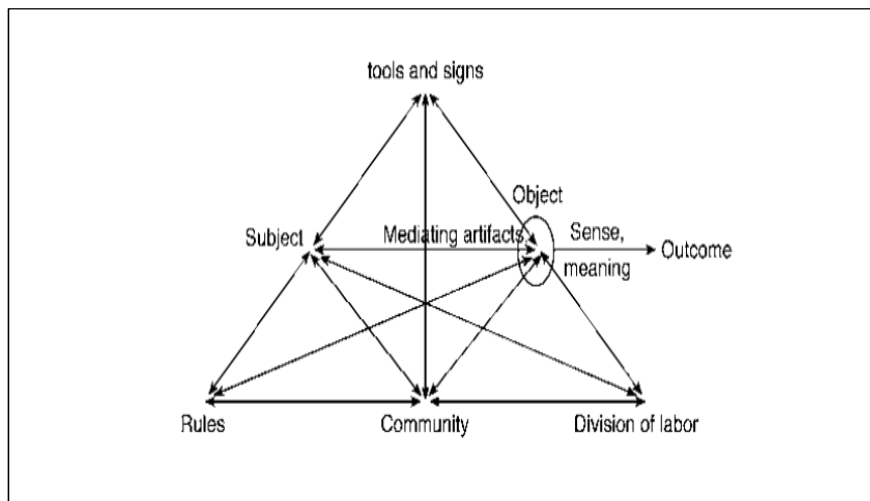 tools and signs
Object
Subject
Mediating artifacts
Sense,
meaning
Outcome
Rules
Community
Division of labor